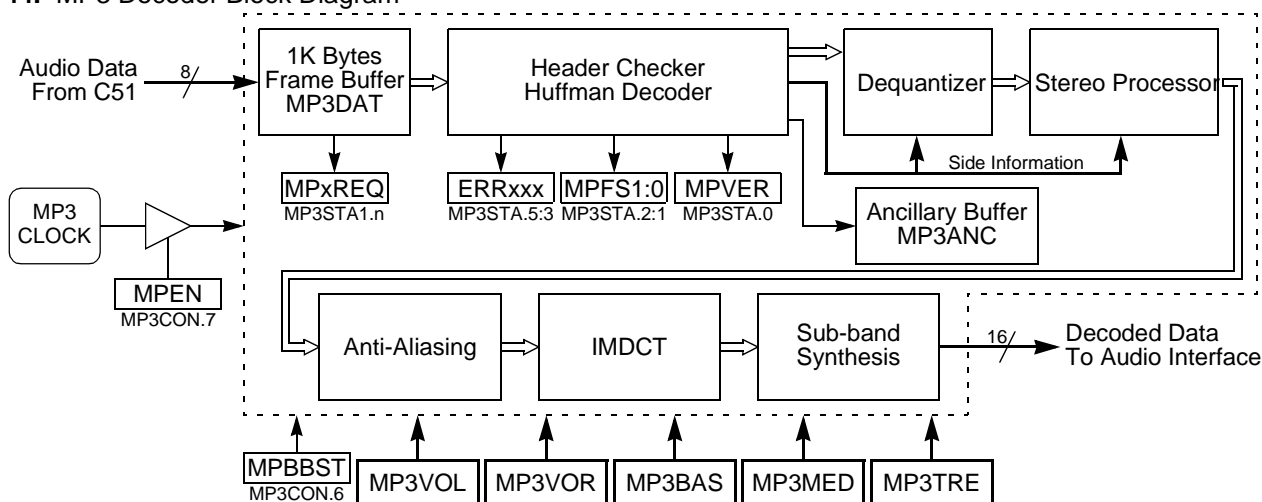 MP3 Decoder Block Diagram
Audio Data
From C51
8
1K Bytes
Frame Buffer
MP3DAT
Header Checker
Huffman Decoder
Dequantizer
Stereo Processor
Side Information
MPxREQ
MP3STA1.n
ERRxxx
MP3STA.5:3
MPFS1:0
MP3STA.2:1
MPVER
MP3STA.0
Ancillary Buffer
MP3ANC
MP3
CLOCK
MPEN
MP3CON.7
Anti-Aliasing
IMDCT
Sub-band
Synthesis
16
Decoded Data
To Audio Interface
MPBBST
MP3CON.6
MP3VOL
MP3VOR
MP3BAS
MP3MED
MP3TRE